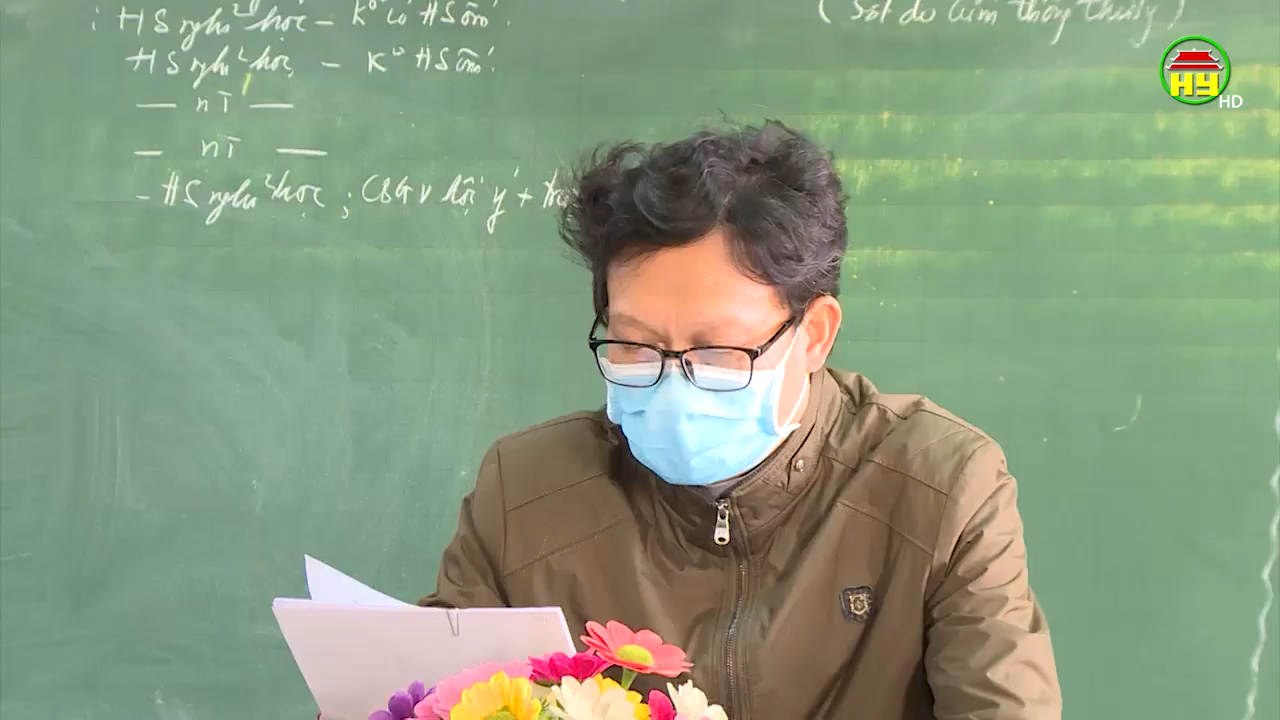 : HS nghỉ học - K° có HS ốm.
HS nghỉ học - K° HS ốm.
— nT —
— nT —
- HS nghỉ học ; CBGV hội ý +
(Sốt do cúm thông thường)
HY
HD